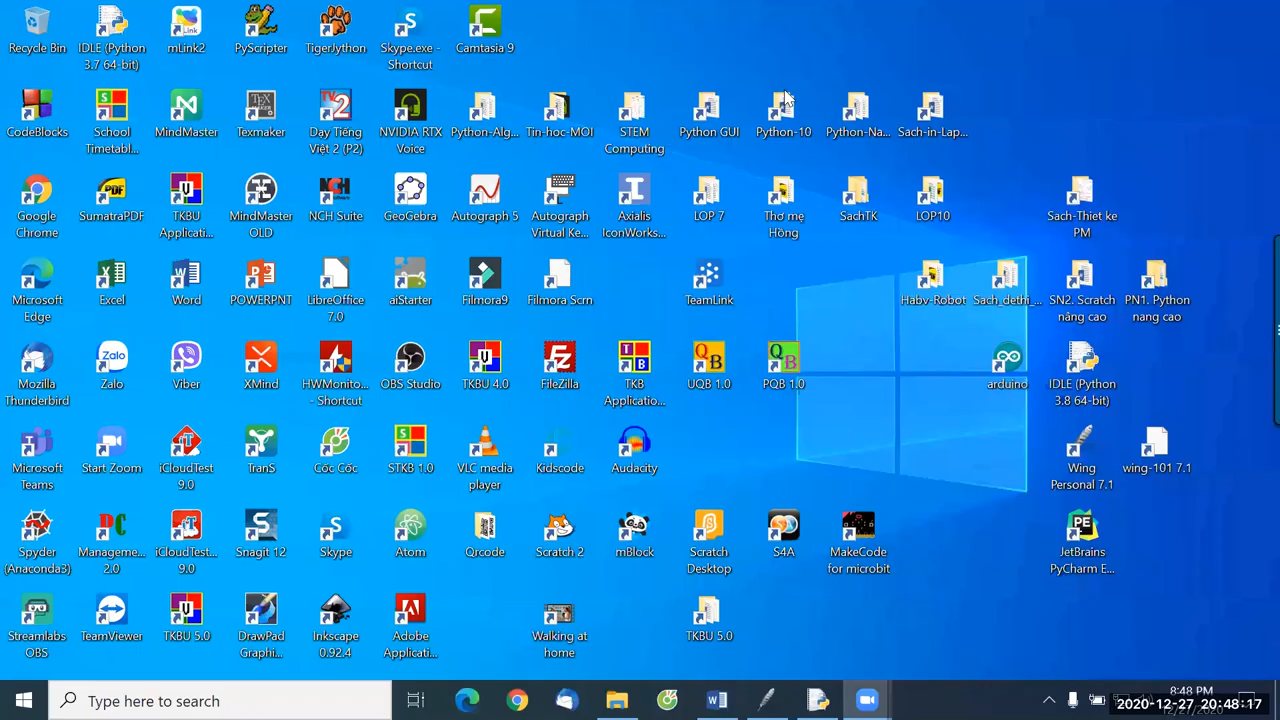 Recycle Bin
IDLE (Python
3.7 64-bit)
mLink2
PyScripter
TigerJython
Skype.exe -
Shortcut
Camtasia 9
CodeBlocks
School
Timetabl...
MindMaster
Texmaker
Dạy Tiếng
Việt 2 (P2)
NVIDIA RTX
Voice
Python-Alg...
Tin-hoc-MOI
STEM
Computing
Python GUI
Python-10
Python-Na...
Sach-in-Lap...
Google
Chrome
SumatraPDF
TKBU
Applicati...
MindMaster
OLD
NCH Suite
GeoGebra
Autograph 5
Autograph
Virtual Ke...
Axialis
IconWorks...
LOP 7
Thơ mẹ
Hồng
SachTK
LOP10
Sach-Thiet ke
PM
Microsoft
Edge
Excel
Word
POWERPNT
LibreOffice
7.0
aiStarter
Filmora9
Filmora Scrn
TeamLink
Habv-Robot
Sach_dethi_...
SN2. Scratch
nâng cao
PN1. Python
nang cao
Mozilla
Thunderbird
Zalo
Viber
XMind
HWMonito...
- Shortcut
OBS Studio
TKBU 4.0
FileZilla
TKB
Applicatio...
UQB 1.0
PQB 1.0
arduino
IDLE (Python
3.8 64-bit)
Microsoft
Teams
Start Zoom
iCloudTest
9.0
TranS
Cốc Cốc
STKB 1.0
VLC media
player
Kidscode
Audacity
Wing
Personal 7.1
wing-101 7.1
Spyder
(Anaconda3)
Manageme...
2.0
iCloudTest...
9.0
Snagit 12
Skype
Atom
Qrcode
Scratch 2
mBlock
Scratch
Desktop
S4A
MakeCode
for microbit
JetBrains
PyCharm E...
Streamlabs
OBS
TeamViewer
TKBU 5.0
DrawPad
Graphi...
Inkscape
0.92.4
Adobe
Applicati...
Walking at
home
TKBU 5.0
Type here to search
8:48 PM
2020-12-27 20:48:17